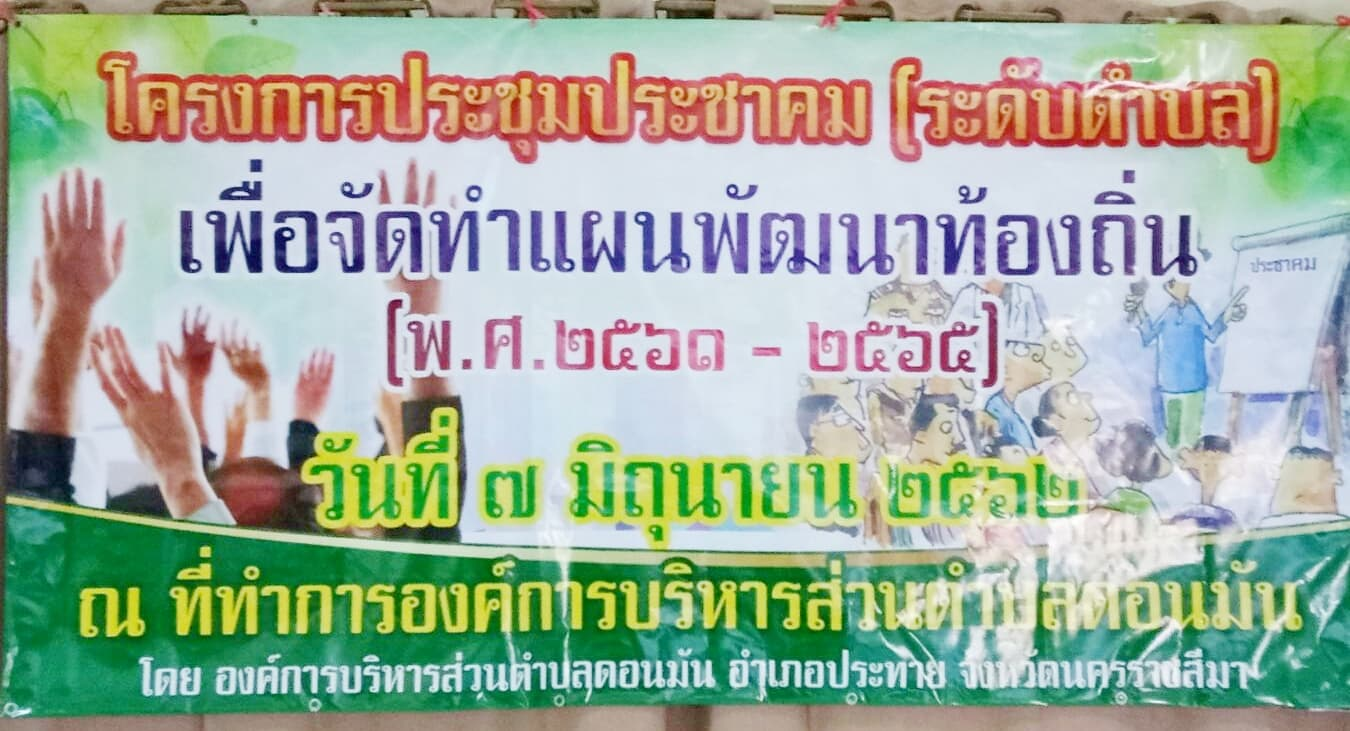 โครงการประชุมประชาคม (ระดับตำบล)
เพื่อจัดทำแผนพัฒนาท้องถิ่น
(พ.ศ.๒๕๖๑ - ๒๕๖๕)
ประชาคม
วันที่ ๗ มิถุนายน ๒๕๖๒
ณ ที่ทำการองค์การบริหารส่วนตำบลดอนมัน
โดย องค์การบริหารส่วนตำบลดอนมัน อำเภอประทาย จังหวัดนครราชสีมา